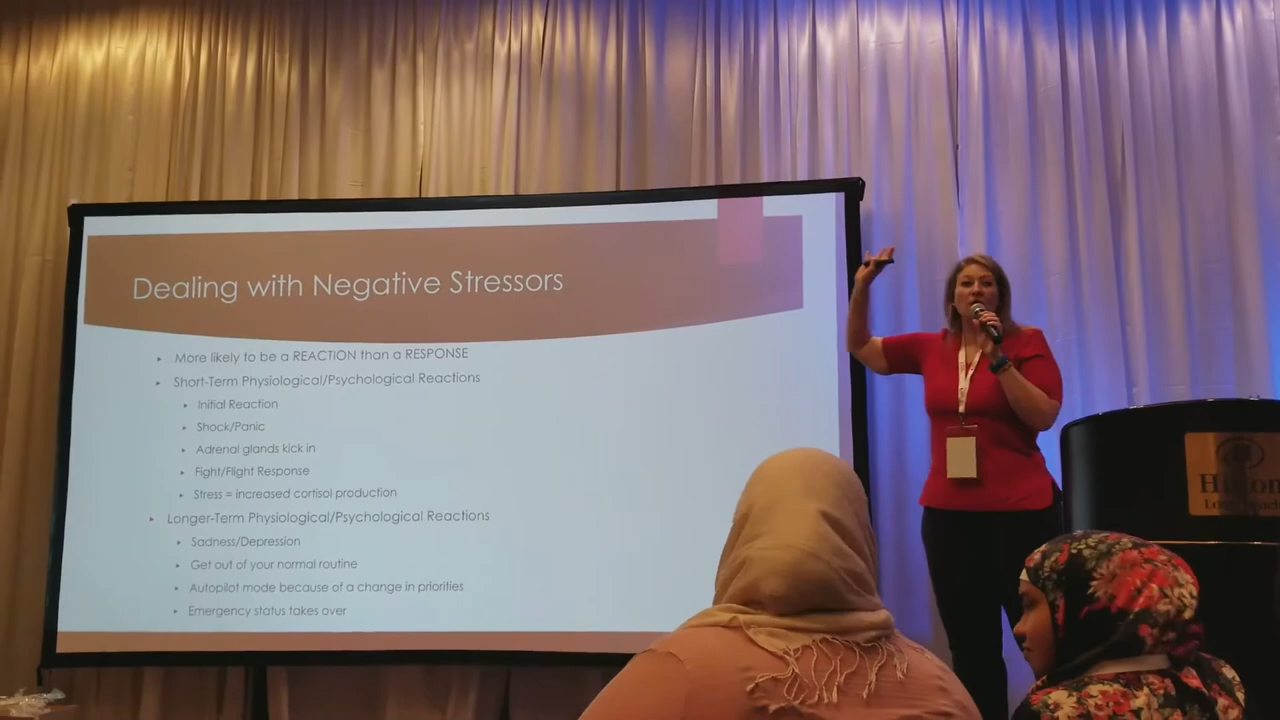 Dealing with Negative Stressors
More likely to be a REACTION than a RESPONSE
Short-Term Physiological/Psychological Reactions
Initial Reaction
Shock/Panic
Adrenal glands kick in
Fight/Flight Response
Stress = increased cortisol production
Longer-Term Physiological/Psychological Reactions
Sadness/Depression
Get out of your normal routine
Autopilot mode because of a change in priorities
Emergency status takes over